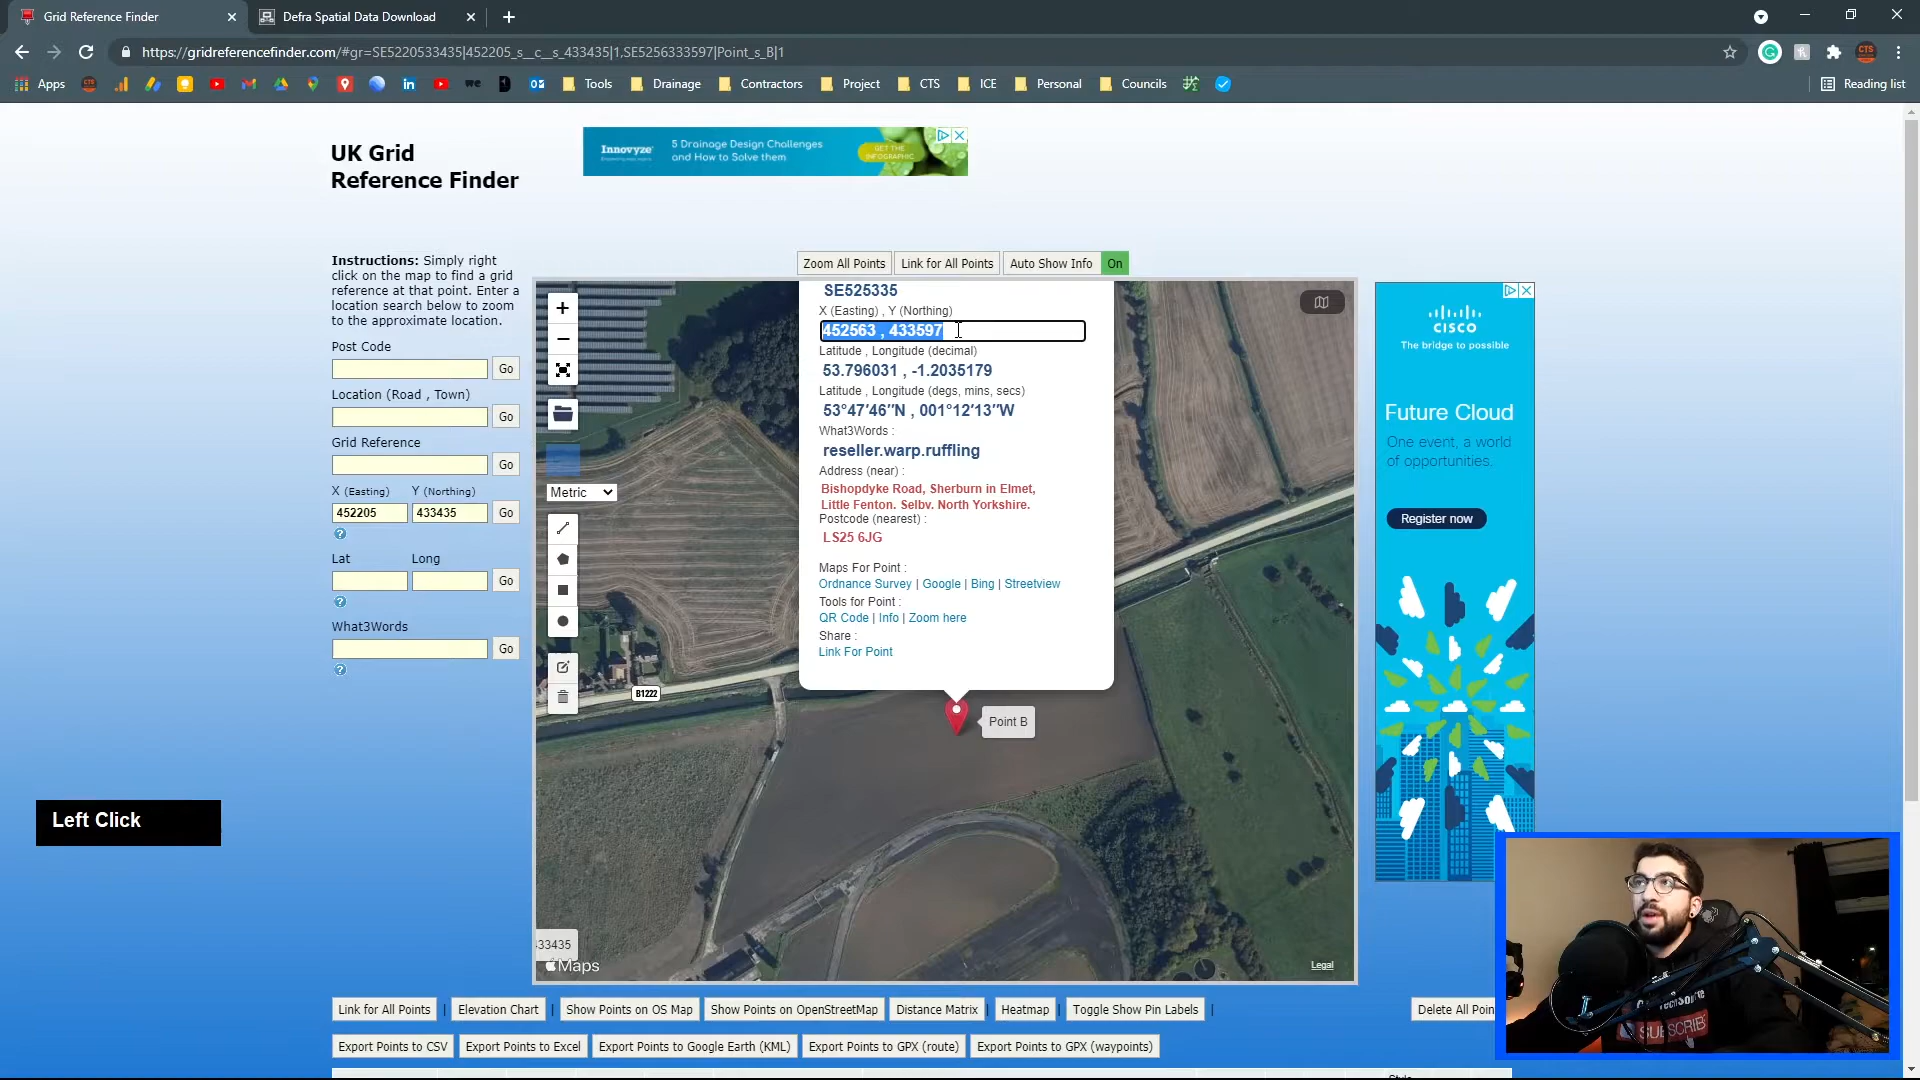 Grid Reference Finder
Defra Spatial Data Download
https://gridreferencefinder.com/#gr=SE5220533435|452205_s__c__s_433435|1,SE5256333597|Point_s_B|1
Apps
Tools
Drainage
Contractors
Project
CTS
ICE
Personal
Councils
Reading list
UK Grid
Reference Finder
Innovyze
5 Drainage Design Challenges
and How to Solve them
GET THE
INFOGRAPHIC
Zoom All Points
Link for All Points
Auto Show Info
On
Instructions: Simply right
click on the map to find a grid
reference at that point. Enter a
location search below to zoom
to the approximate location.
Post Code
Go
Location (Road , Town)
Go
Grid Reference
Go
X (Easting) Y (Northing)
452205 433435 Go
Lat Long
Go
What3Words
Go
Metric
SE525335
X (Easting) , Y (Northing)
452563 , 433597
Latitude , Longitude (decimal)
53.796031 , -1.2035179
Latitude , Longitude (degs, mins, secs)
53°47′46″N , 001°12′13″W
What3Words :
reseller.warp.ruffling
Address (near) :
Bishopdyke Road, Sherburn in Elmet,
Little Fenton, Selby, North Yorkshire,
Postcode (nearest) :
LS25 6JG
Maps For Point :
Ordnance Survey | Google | Bing | Streetview
Tools for Point :
QR Code | Info | Zoom here
Share :
Link For Point
B1222
Point B
433435
Maps
Legal
CISCO
The bridge to possible
Future Cloud
One event, a world
of opportunities.
Register now
Left Click
SUBSCRIBE
Link for All Points | Elevation Chart | Show Points on OS Map Show Points on OpenStreetMap Distance Matrix | Heatmap | Toggle Show Pin Labels |
Delete All Poin
Export Points to CSV Export Points to Excel Export Points to Google Earth (KML) Export Points to GPX (route) Export Points to GPX (waypoints)